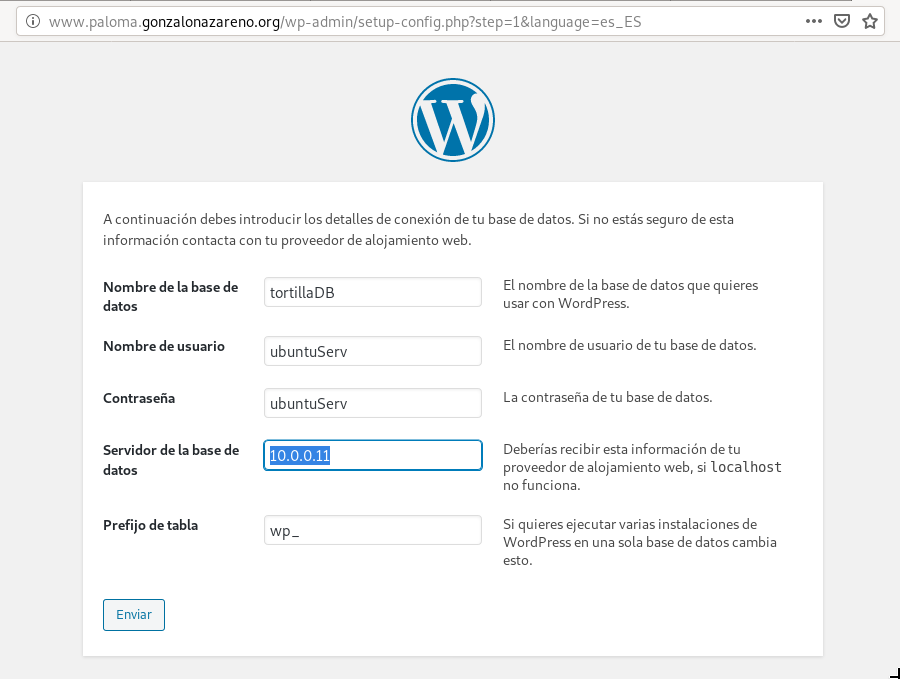 www.paloma.gonzalonazareno.org/wp-admin/setup-config.php?step=1&language=es_ES
A continuación debes introducir los detalles de conexión de tu base de datos. Si no estás seguro de esta
información contacta con tu proveedor de alojamiento web.
Nombre de la base de
datos
tortillaDB
El nombre de la base de datos que quieres
usar con WordPress.
Nombre de usuario
ubuntuServ
El nombre de usuario de tu base de datos.
Contraseña
ubuntuServ
La contraseña de tu base de datos.
Servidor de la base de
datos
10.0.0.11
Deberías recibir esta información de tu
proveedor de alojamiento web, si localhost
no funciona.
Prefijo de tabla
wp_
Si quieres ejecutar varias instalaciones de
WordPress en una sola base de datos cambia
esto.
Enviar